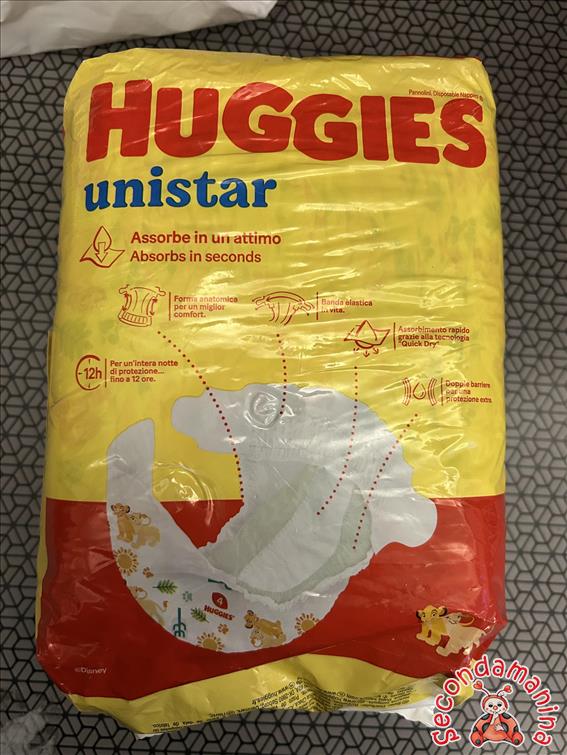 Pannolini. Disposable Nappies
HUGGIES
®
unistar
Assorbe in un attimo
Absorbs in seconds
Forma anatomica
per un miglior
comfort.
Banda elastica
in vita.
Assorbimento rapido
grazie alla tecnologia
"Quick Dry"
-12h
Per un'intera notte
di protezione...
fino a 12 ore.
Doppie barriere
per una
protezione extra.
4
HUGGIES
©Disney
Secondamanina